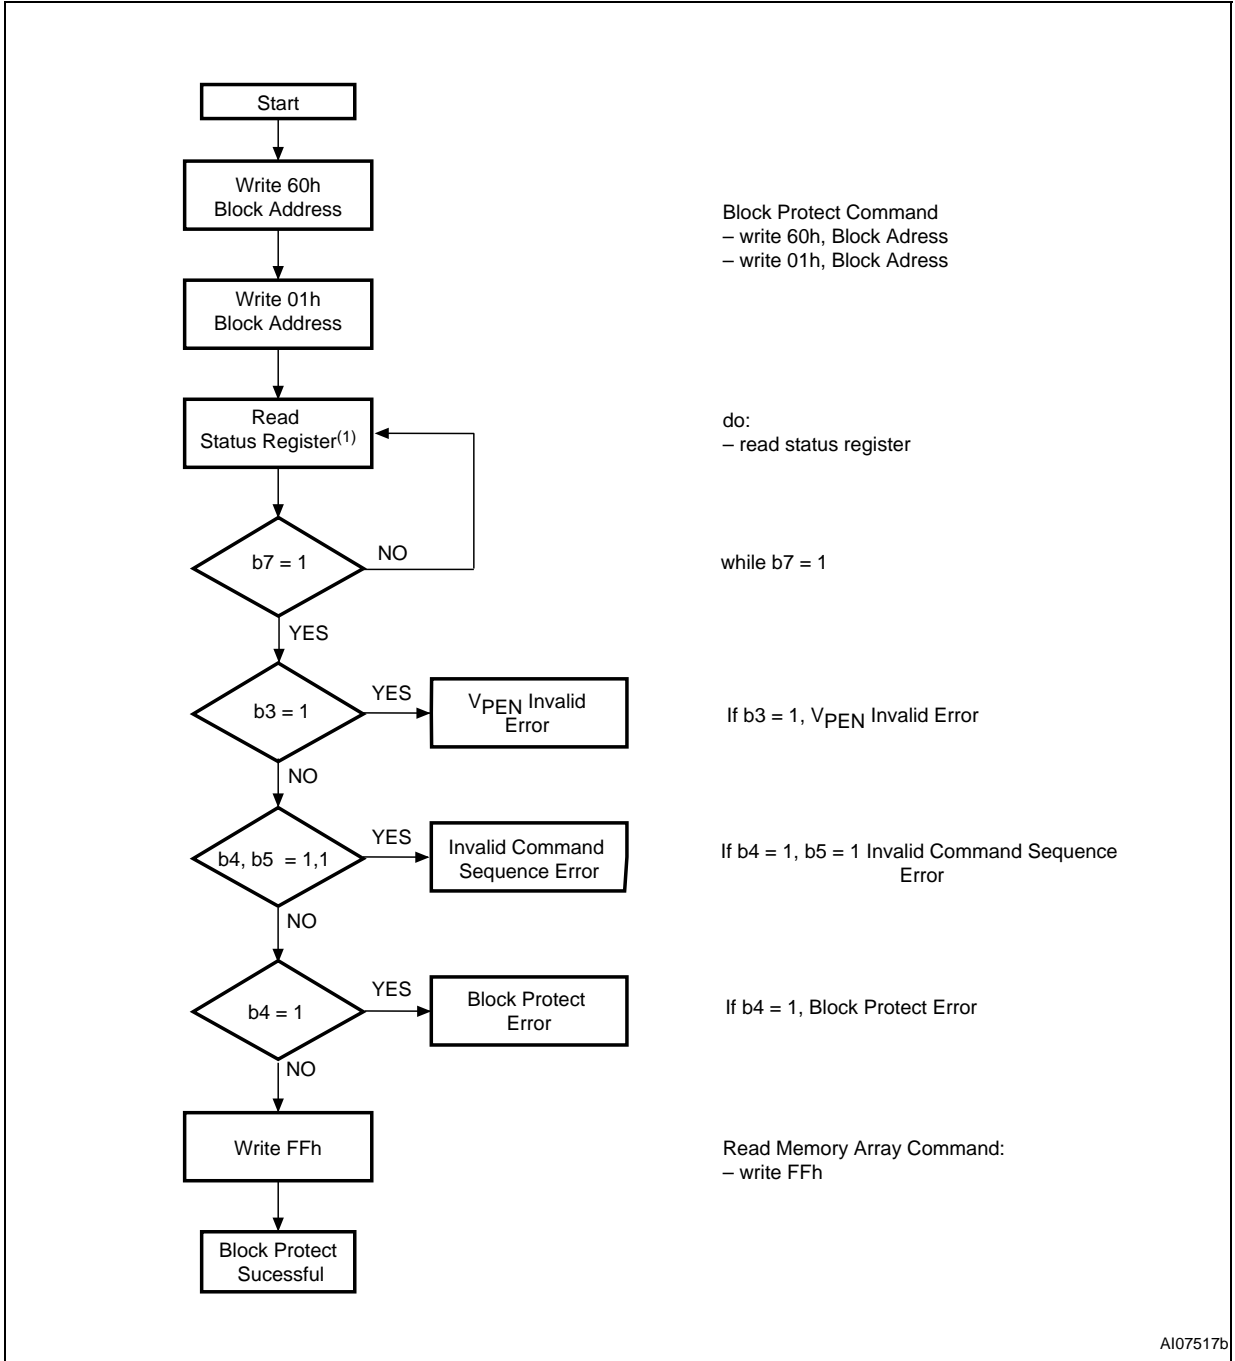 Start
Write 60h
Block Address
Block Protect Command
– write 60h, Block Adress
– write 01h, Block Adress
Write 01h
Block Address
Read
Status Register(1)
do:
– read status register
b7 = 1
NO
while b7 = 1
YES
b3 = 1
YES
VPEN Invalid
Error
If b3 = 1, VPEN Invalid Error
NO
b4, b5 = 1,1
YES
Invalid Command
Sequence Error
If b4 = 1, b5 = 1 Invalid Command Sequence
Error
NO
b4 = 1
YES
Block Protect
Error
If b4 = 1, Block Protect Error
NO
Write FFh
Read Memory Array Command:
– write FFh
Block Protect
Sucessful
AI07517b